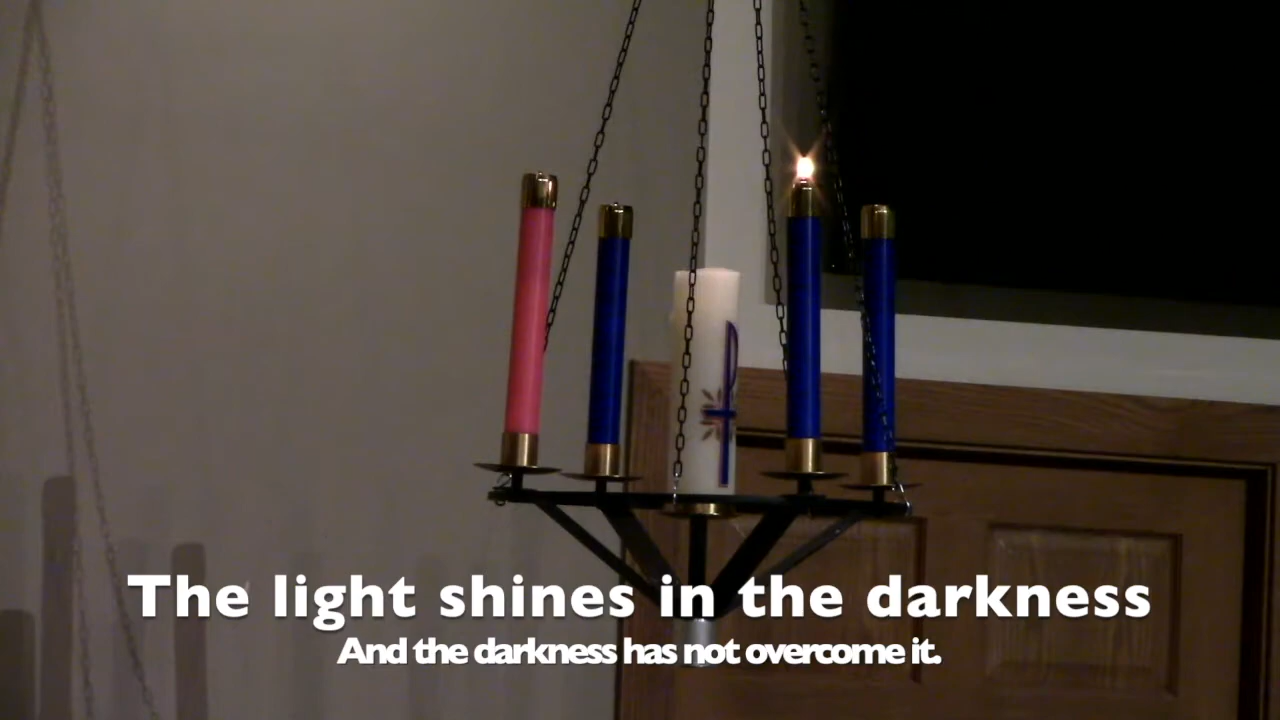 The light shines in the darkness
And the darkness has not overcome it.